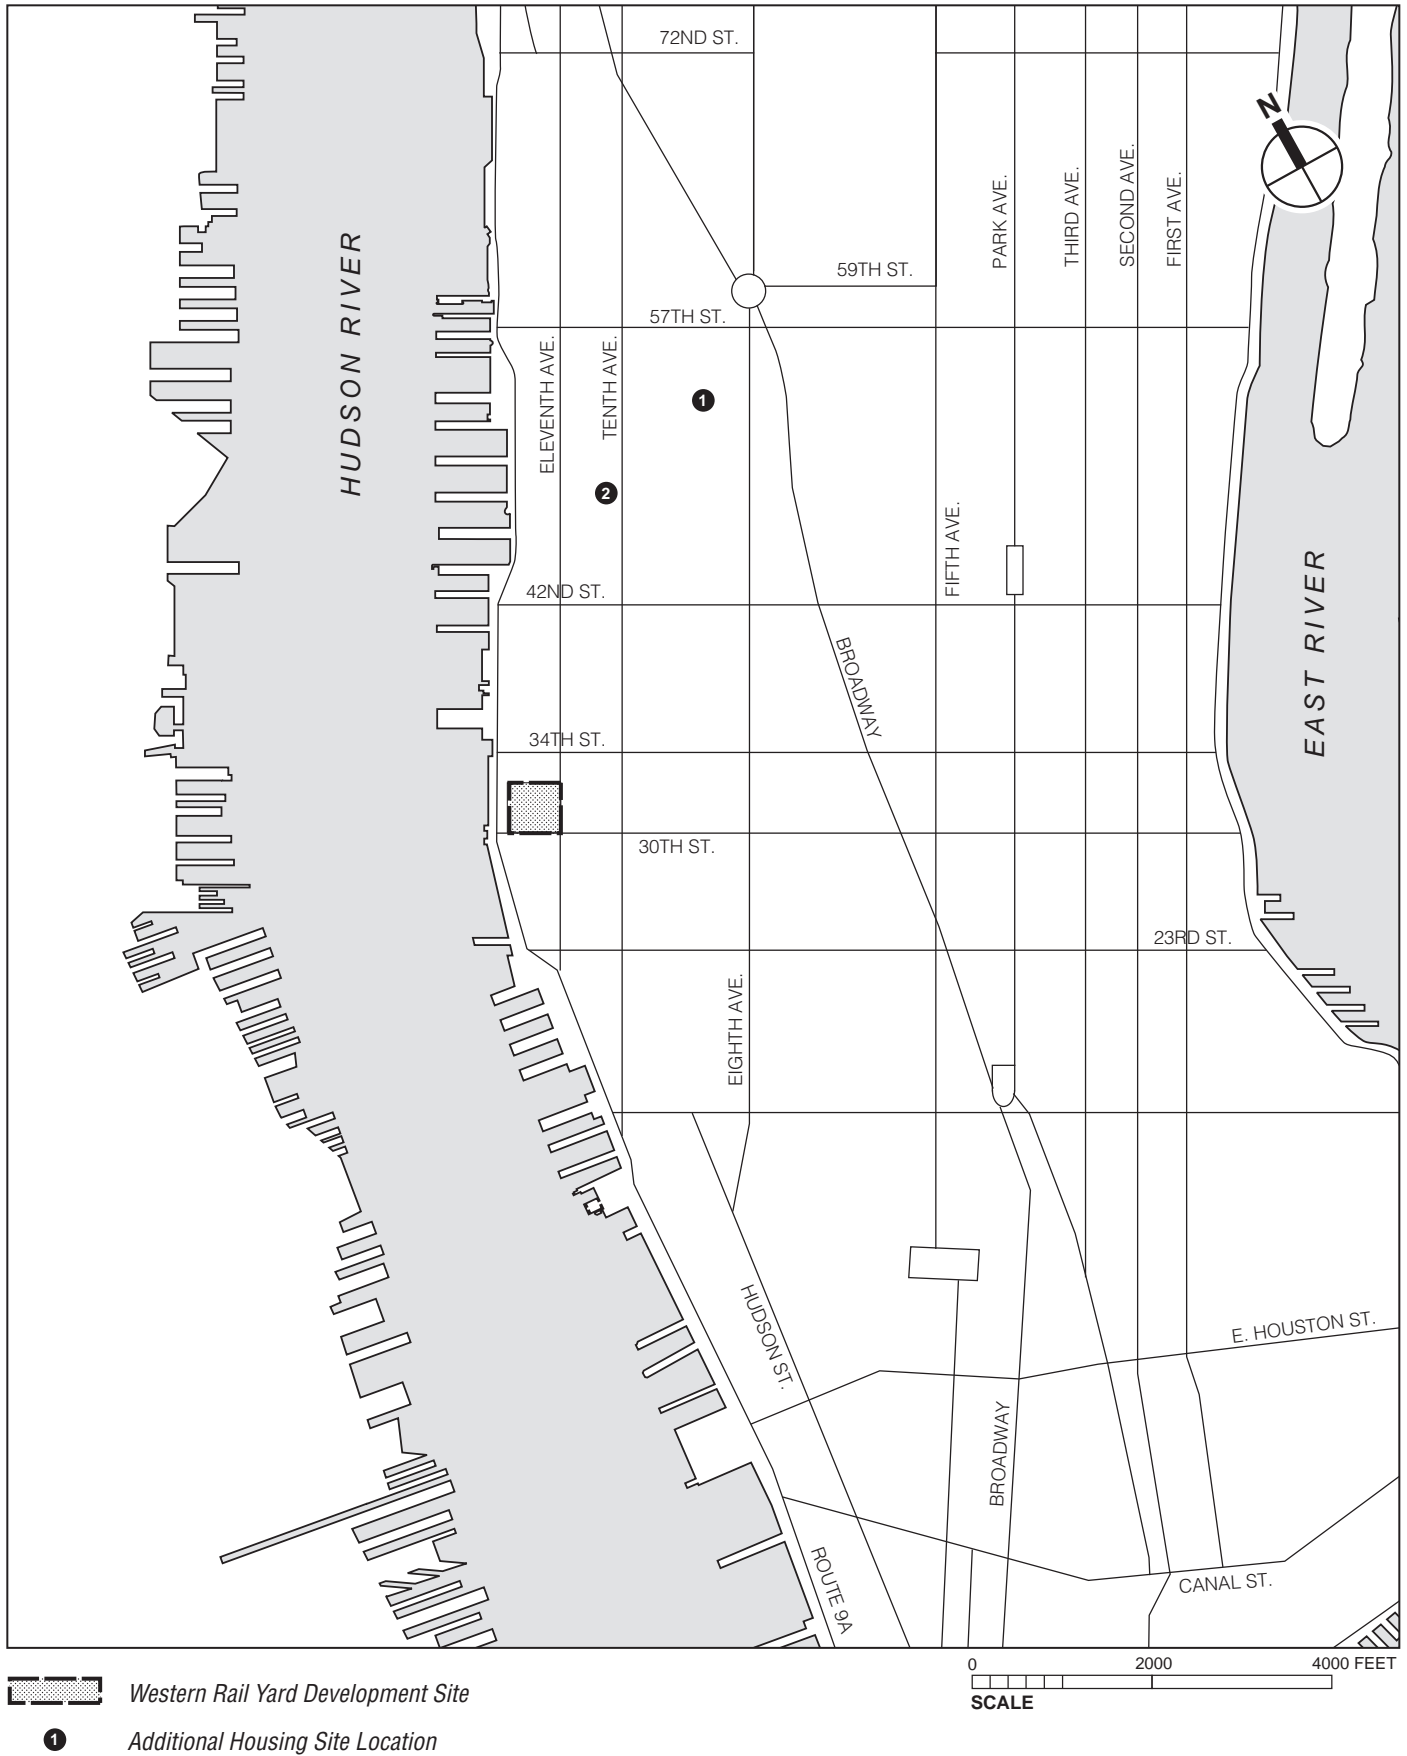 72ND ST.
N
PARK AVE.
THIRD AVE.
SECOND AVE.
FIRST AVE.
HUDSON RIVER
59TH ST.
57TH ST.
ELEVENTH AVE.
TENTH AVE.
1
2
FIFTH AVE.
42ND ST.
EAST RIVER
BROADWAY
34TH ST.
30TH ST.
23RD ST.
EIGHTH AVE.
HUDSON ST.
E. HOUSTON ST.
BROADWAY
ROUTE 9A
CANAL ST.
0 2000 4000 FEET
SCALE
Western Rail Yard Development Site
1 Additional Housing Site Location